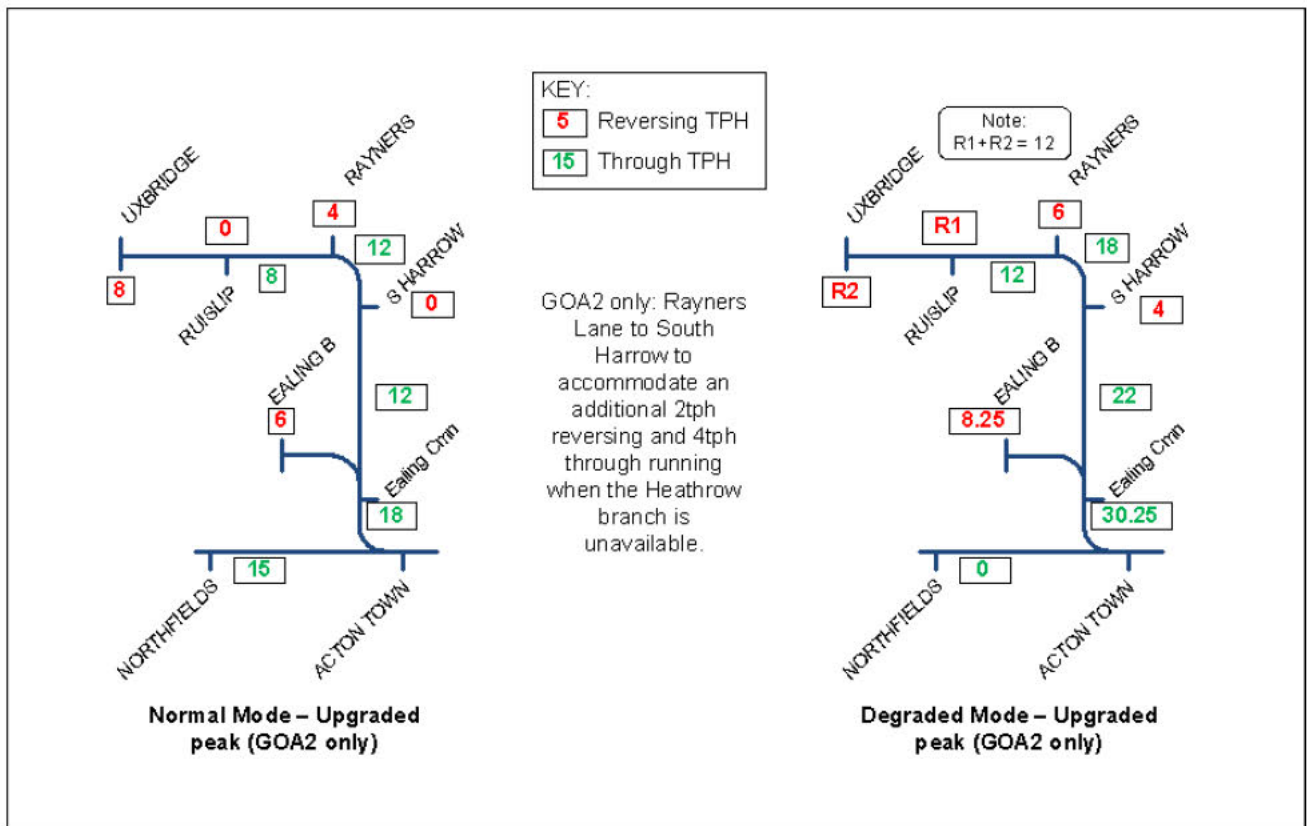 KEY:
5 Reversing TPH
15 Through TPH
UXBRIDGE
0
RAYNERS
4
12
S HARROW
0
8
8
RUISLIP
EALING B
6
12
Ealing Cmn
18
15
NORTHFIELDS
ACTON TOWN
Normal Mode – Upgraded
peak (GOA2 only)
GOA2 only: Rayners
Lane to South
Harrow to
accommodate an
additional 2tph
reversing and 4tph
through running
when the Heathrow
branch is
unavailable.
Note:
R1+R2 = 12
UXBRIDGE
R1
RAYNERS
6
18
S HARROW
4
R2
12
RUISLIP
EALING B
8.25
22
Ealing Cmn
30.25
0
NORTHFIELDS
ACTON TOWN
Degraded Mode – Upgraded
peak (GOA2 only)